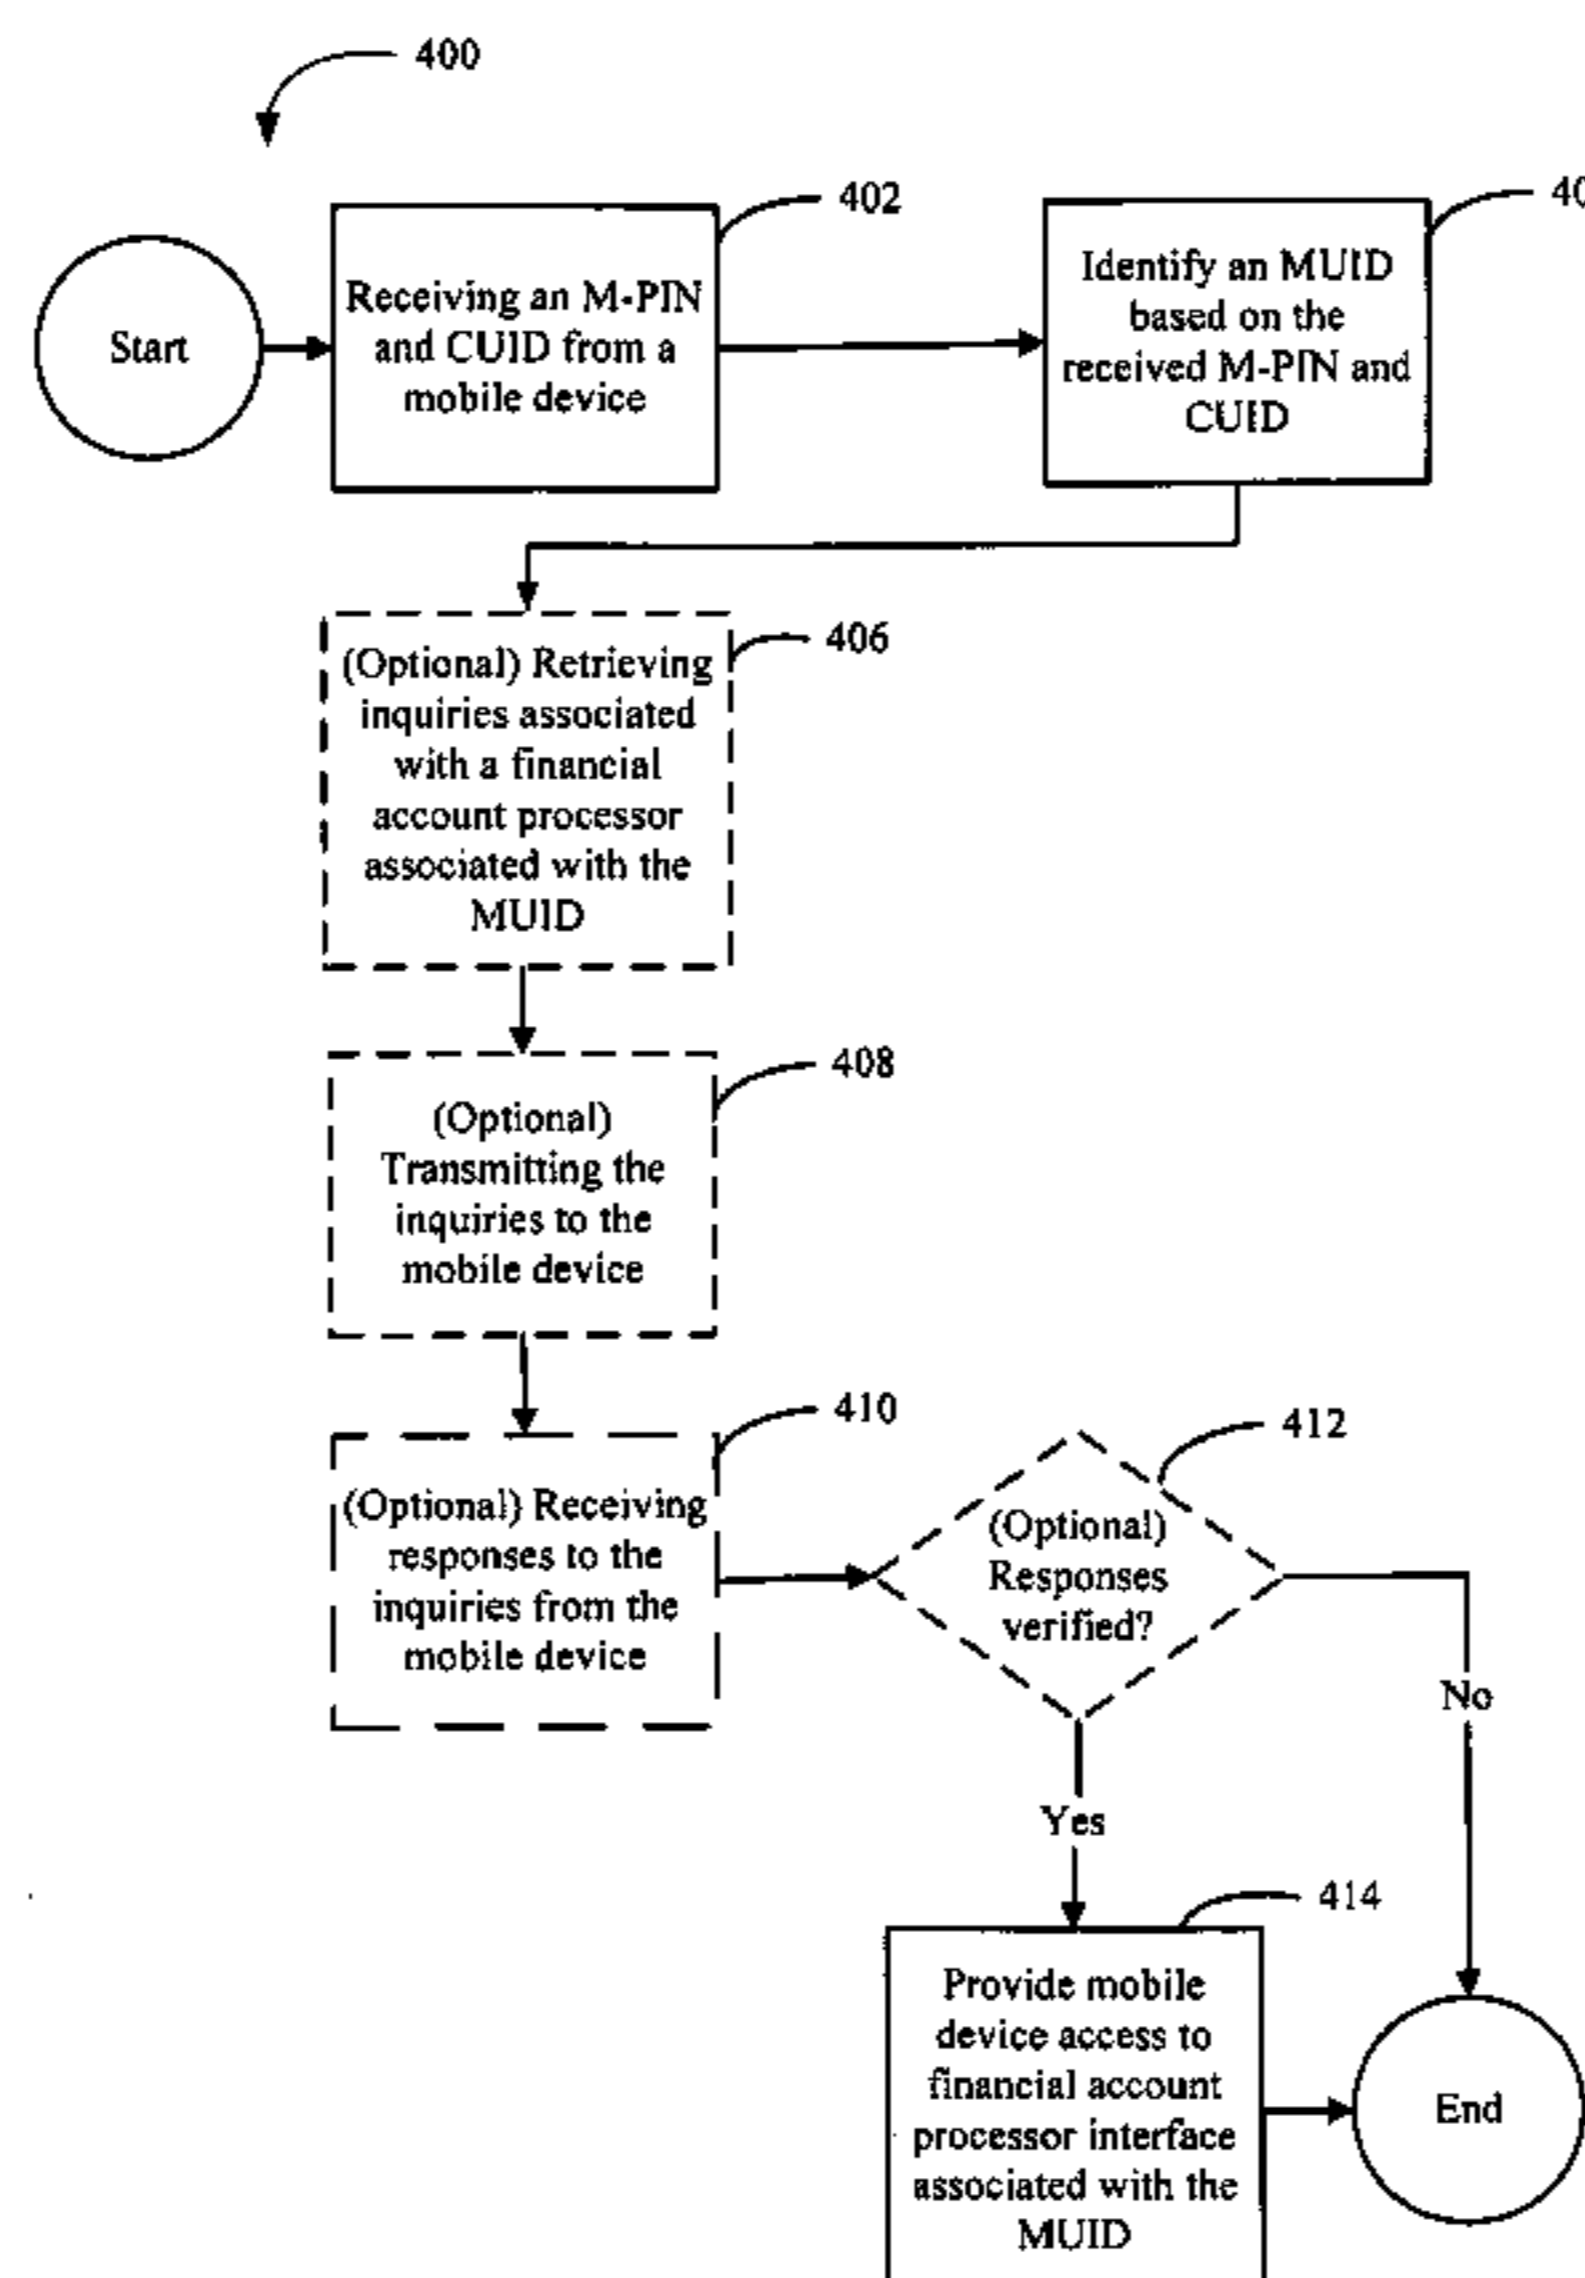 400
402
40
Start
Receiving an M-PIN
and CUID from a
mobile device
Identify an MUID
based on the
received M-PIN and
CUID
406
(Optional) Retrieving
inquiries associated
with a financial
account processor
associated with the
MUID
408
(Optional)
Transmitting the
inquiries to the
mobile device
410
(Optional) Receiving
responses to the
inquiries from the
mobile device
412
(Optional)
Responses
verified?
No
Yes
414
Provide mobile
device access to
financial account
processor interface
associated with the
MUID
End